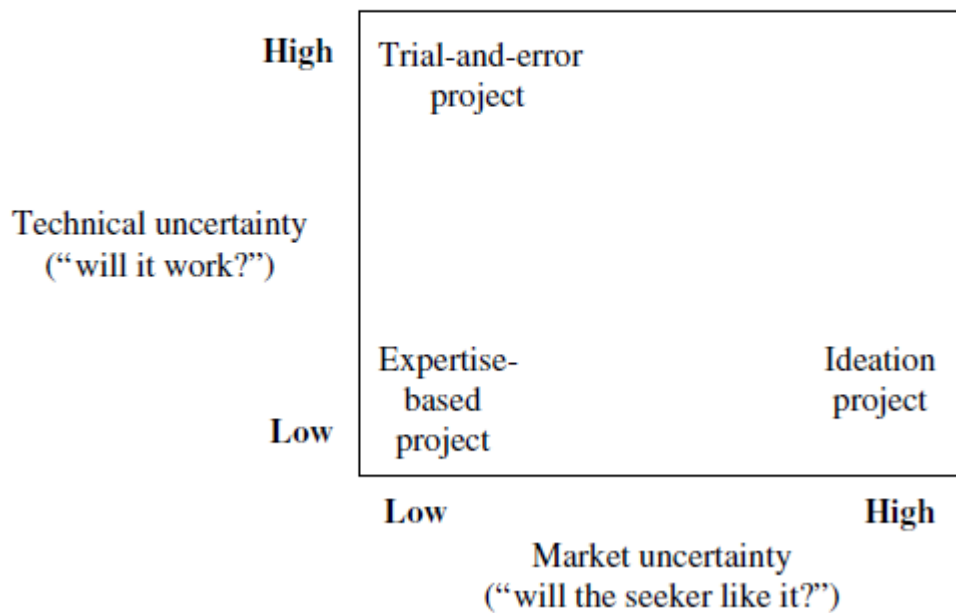 High
Trial-and-error
project
Technical uncertainty
(“will it work?”)
Expertise-
based
project
Ideation
project
Low
Low
High
Market uncertainty
(“will the seeker like it?”)